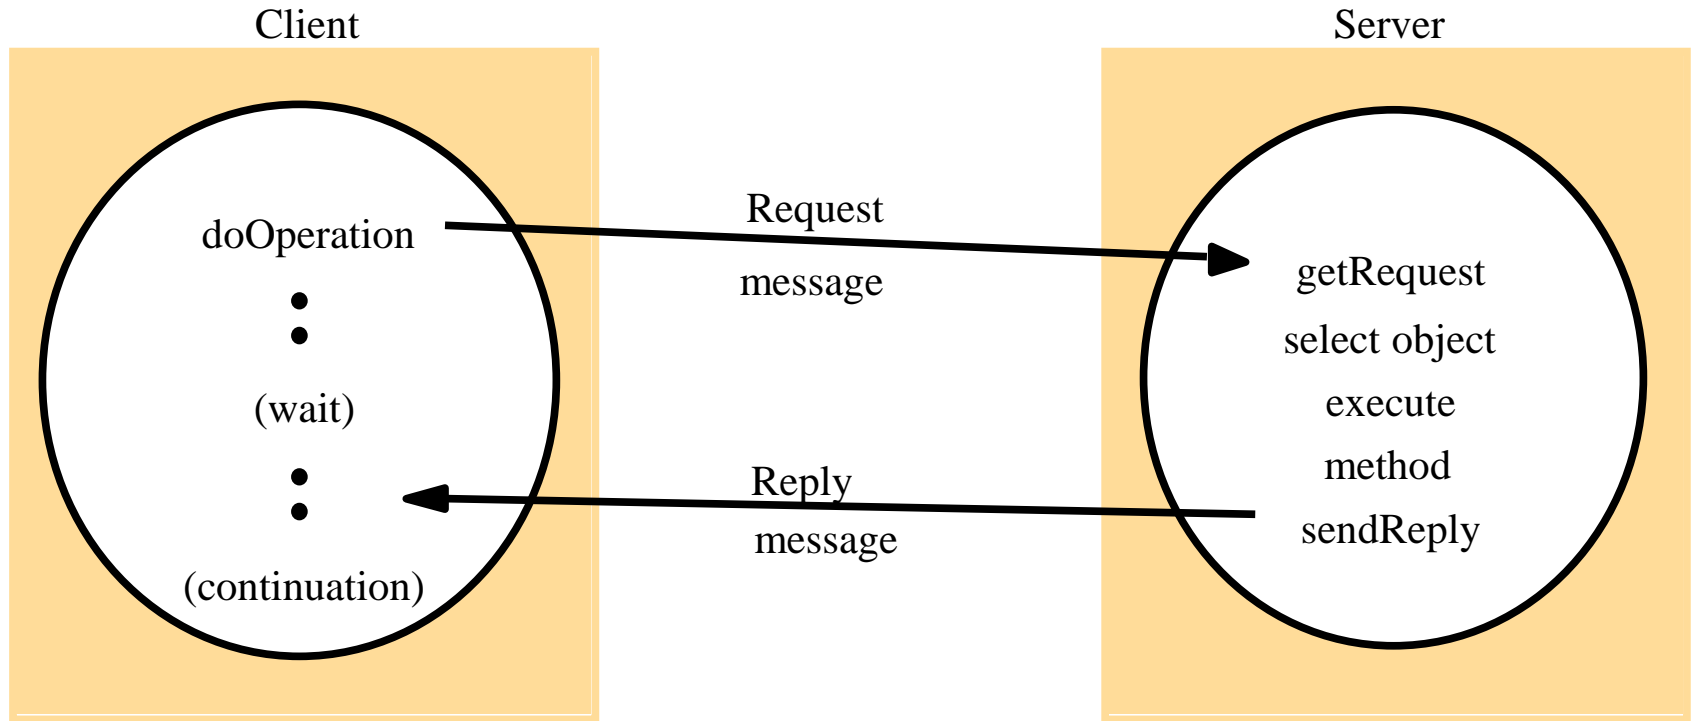 Client
Server
doOperation
(wait)
(continuation)
Request
message
Reply
message
getRequest
select object
execute
method
sendReply